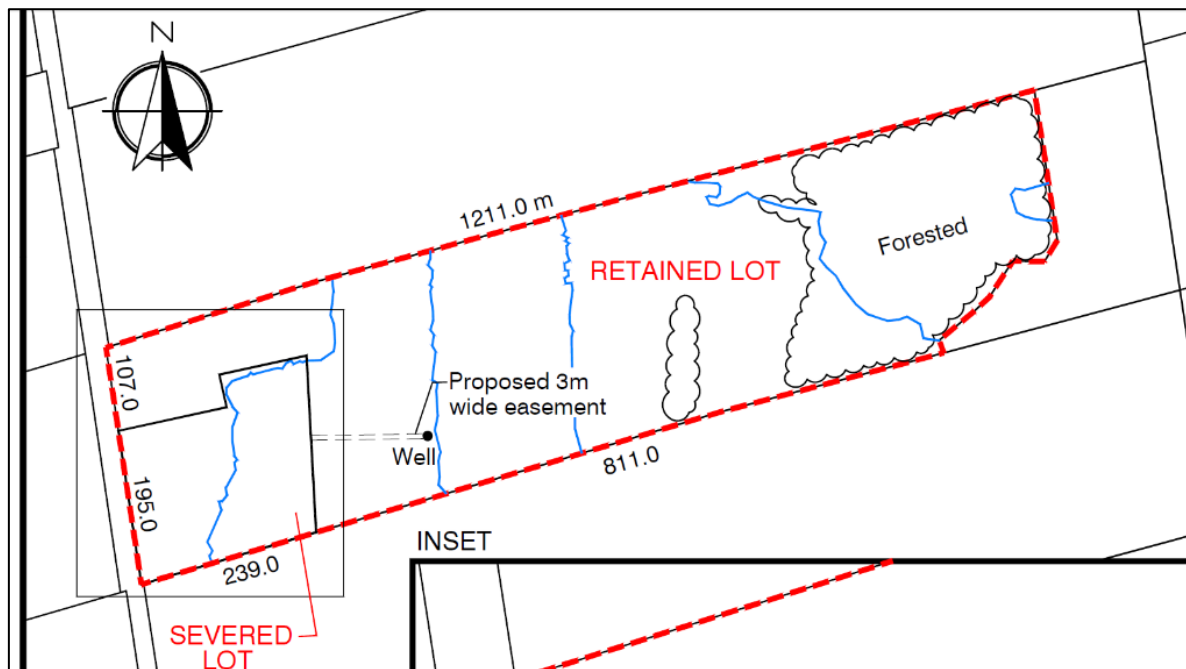 N
1211.0 m
Forested
RETAINED LOT
107.0
Proposed 3m
wide easement
Well
195.0
811.0
239.0
INSET
SEVERED
LOT